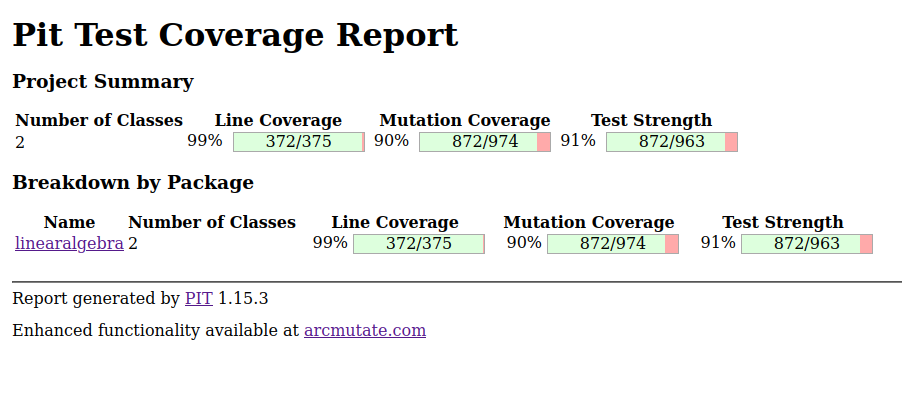 Pit Test Coverage Report
Project Summary
Number of Classes Line Coverage Mutation Coverage Test Strength
2 99% 372/375 90% 872/974 91% 872/963
Breakdown by Package
Name Number of Classes Line Coverage Mutation Coverage Test Strength
linearalgebra 2 99% 372/375 90% 872/974 91% 872/963
Report generated by PIT 1.15.3
Enhanced functionality available at arcmutate.com